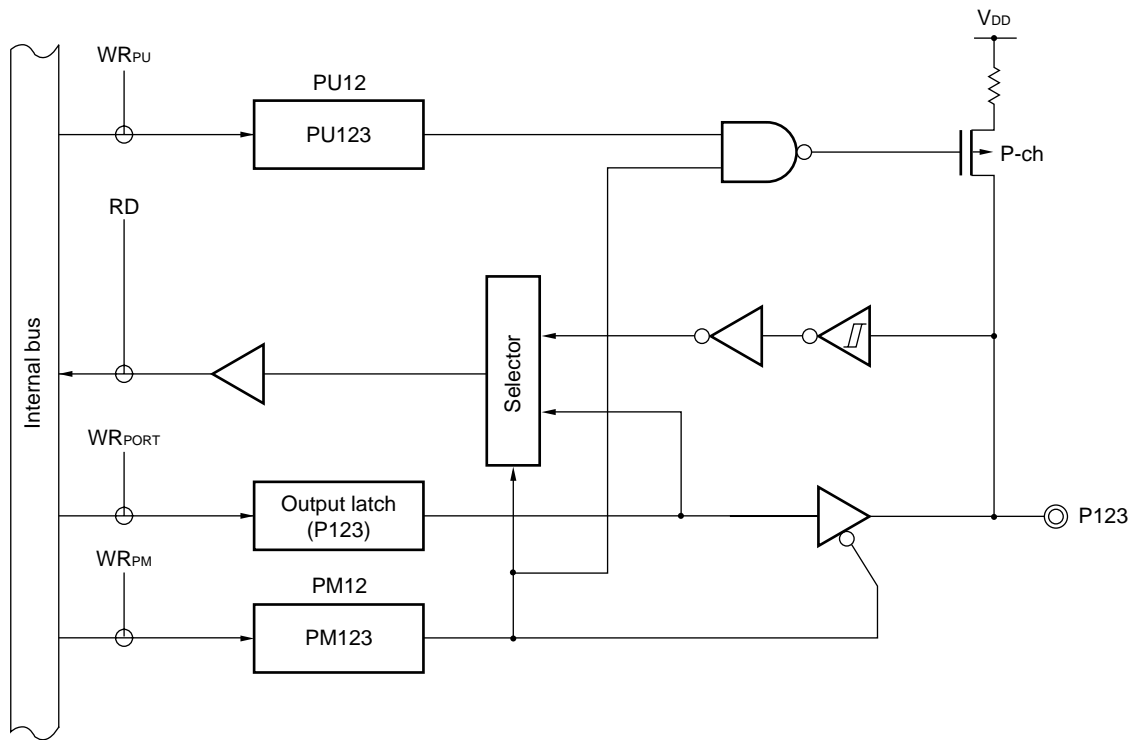 VDD
WRPU
PU12
PU123
P-ch
RD
Internal bus
Selector
WRPORT
Output latch
(P123)
P123
WRPM
PM12
PM123